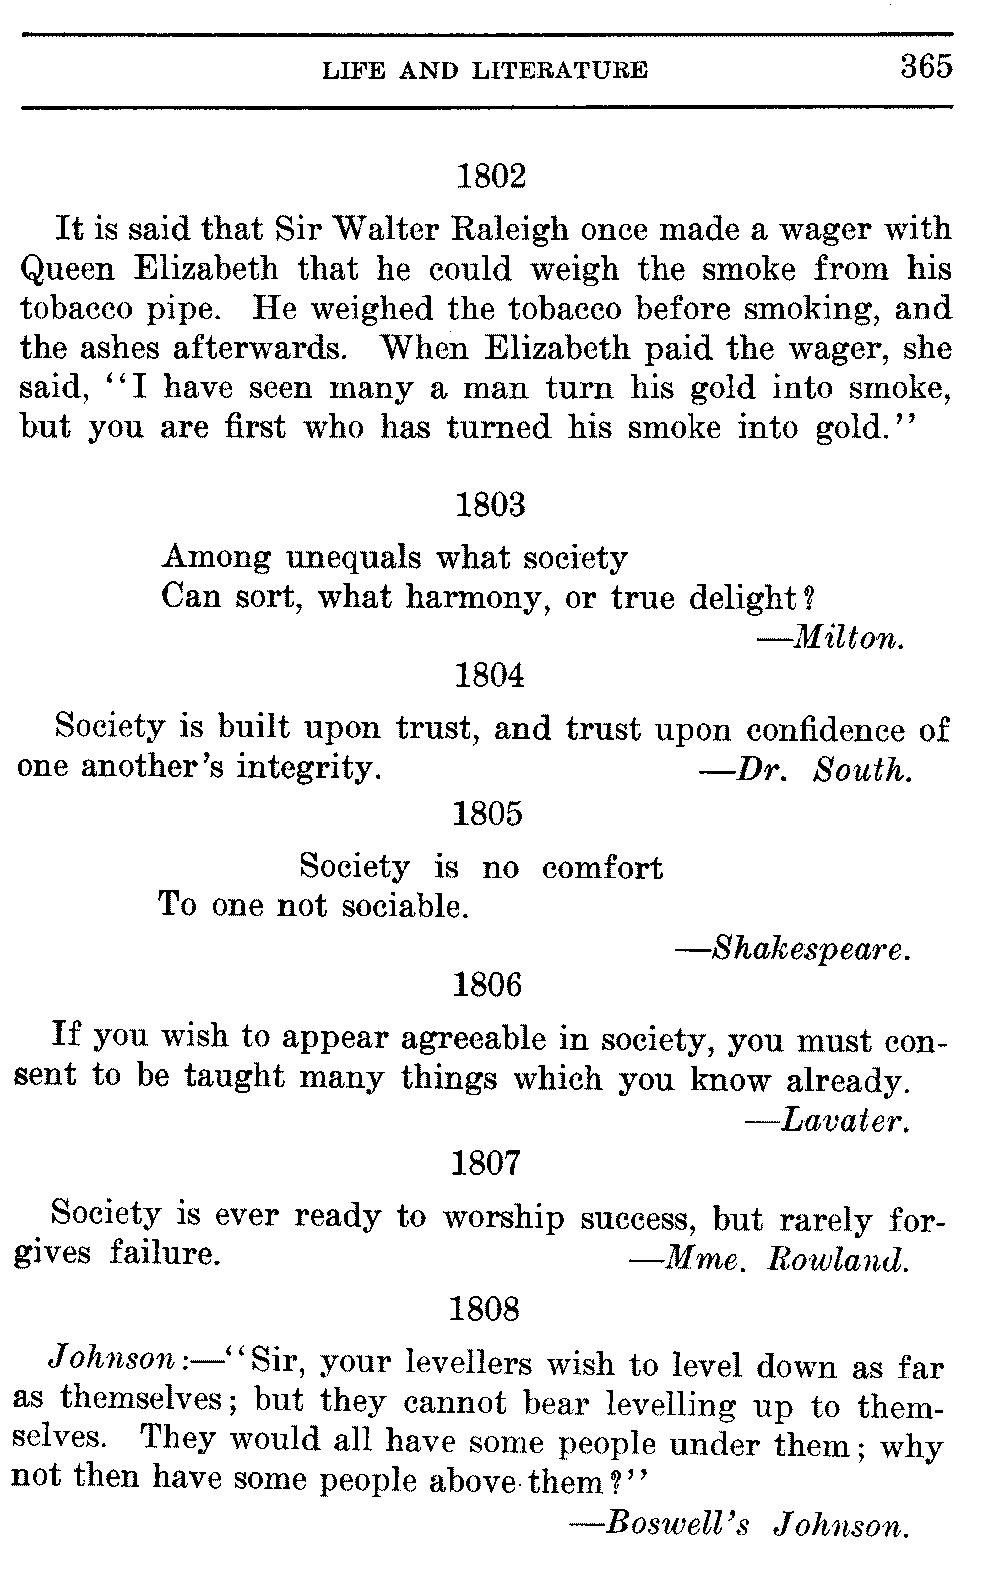 LIFE AND LITERATURE 365
1802
It is said that Sir Walter Raleigh once made a wager with
Queen Elizabeth that he could weigh the smoke from his
tobacco pipe. He weighed the tobacco before smoking, and
the ashes afterwards. When Elizabeth paid the wager, she
said, "I have seen many a man turn his gold into smoke,
but you are first who has turned his smoke into gold."
1803
Among unequals what society
Can sort, what harmony, or true delight?
—Milton.
1804
Society is built upon trust, and trust upon confidence of
one another's integrity. —Dr. South.
1805
Society is no comfort
To one not sociable.
—Shakespeare.
1806
If you wish to appear agreeable in society, you must con-
sent to be taught many things which you know already.
—Lavater.
1807
Society is ever ready to worship success, but rarely for-
gives failure. —Mme. Rowland.
1808
Johnson:—"Sir, your levellers wish to level down as far
as themselves; but they cannot bear levelling up to them-
selves. They would all have some people under them; why
not then have some people above them?"
—Boswell's Johnson.